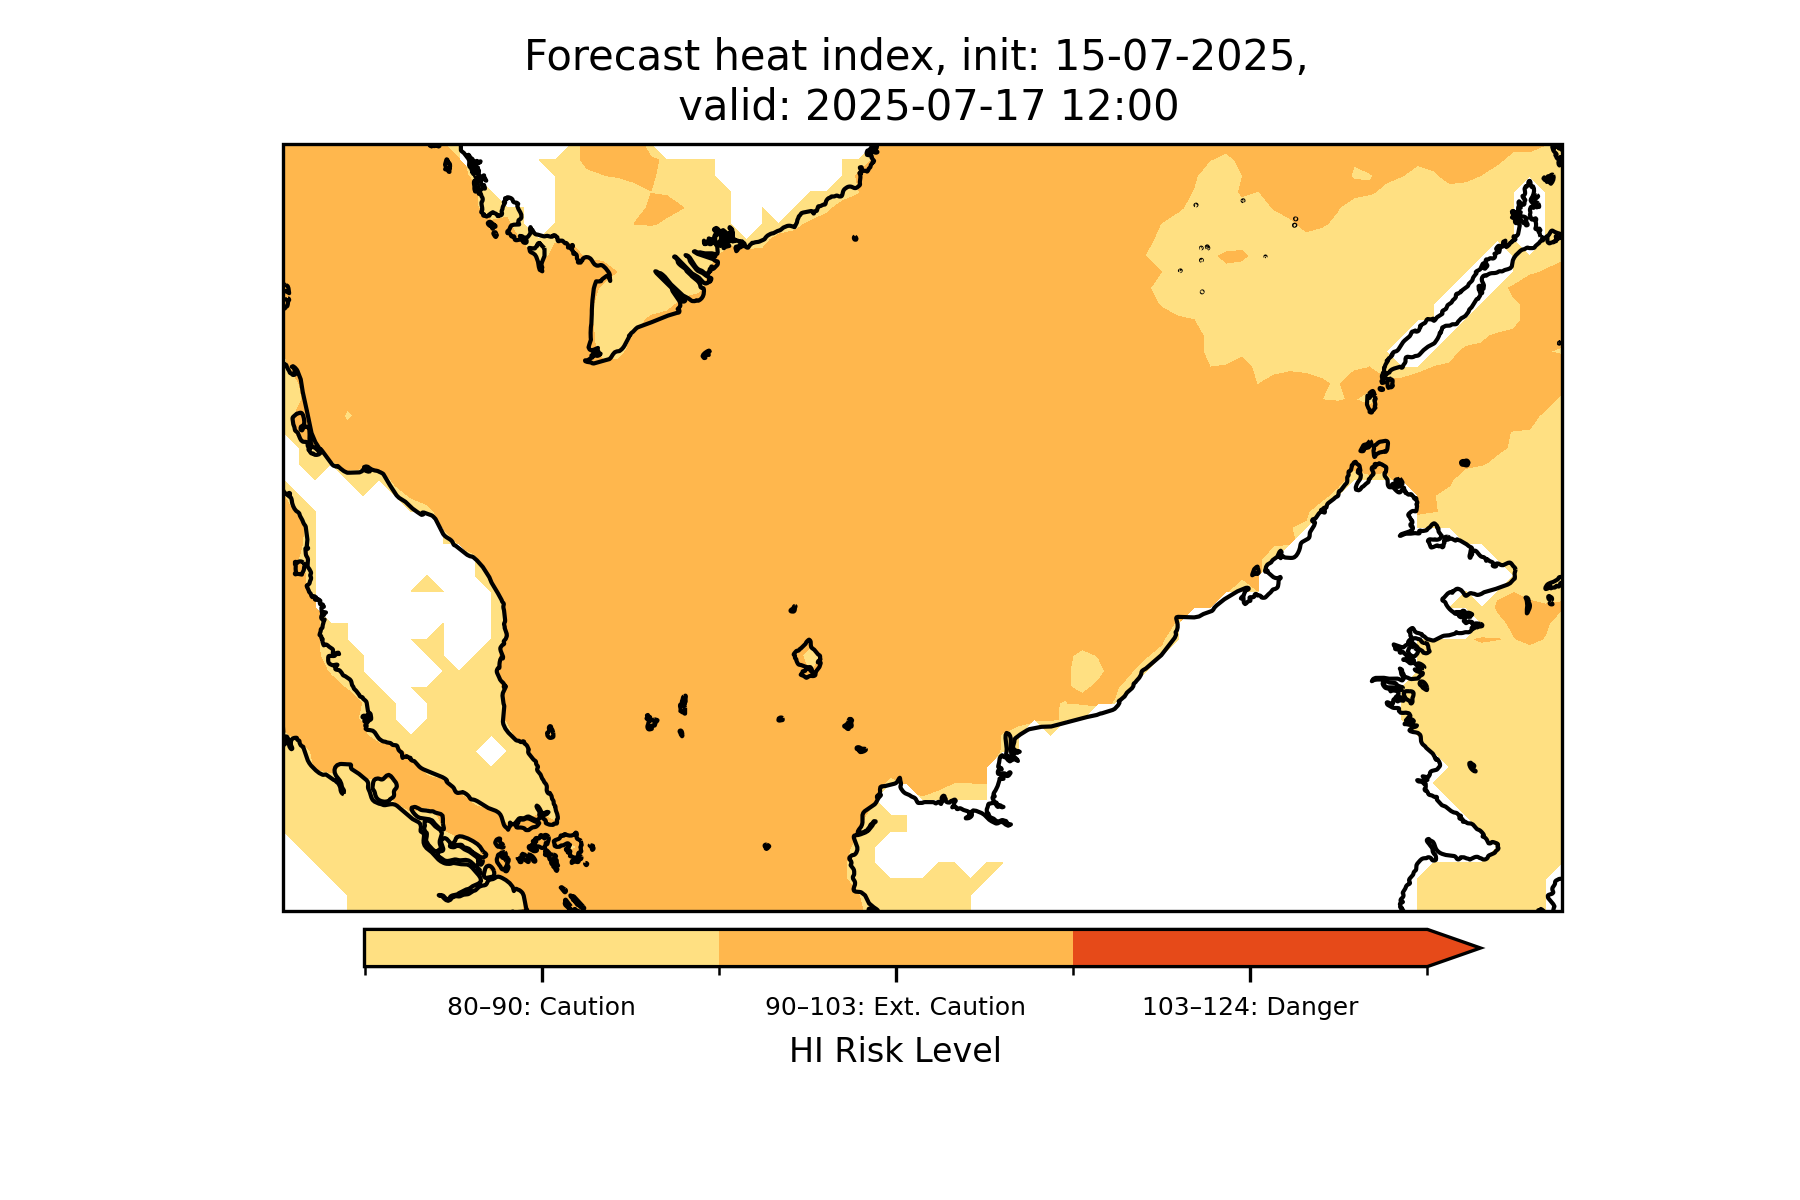 Forecast heat index, init: 15-07-2025,
valid: 2025-07-17 12:00
80–90: Caution
90–103: Ext. Caution
103–124: Danger
HI Risk Level